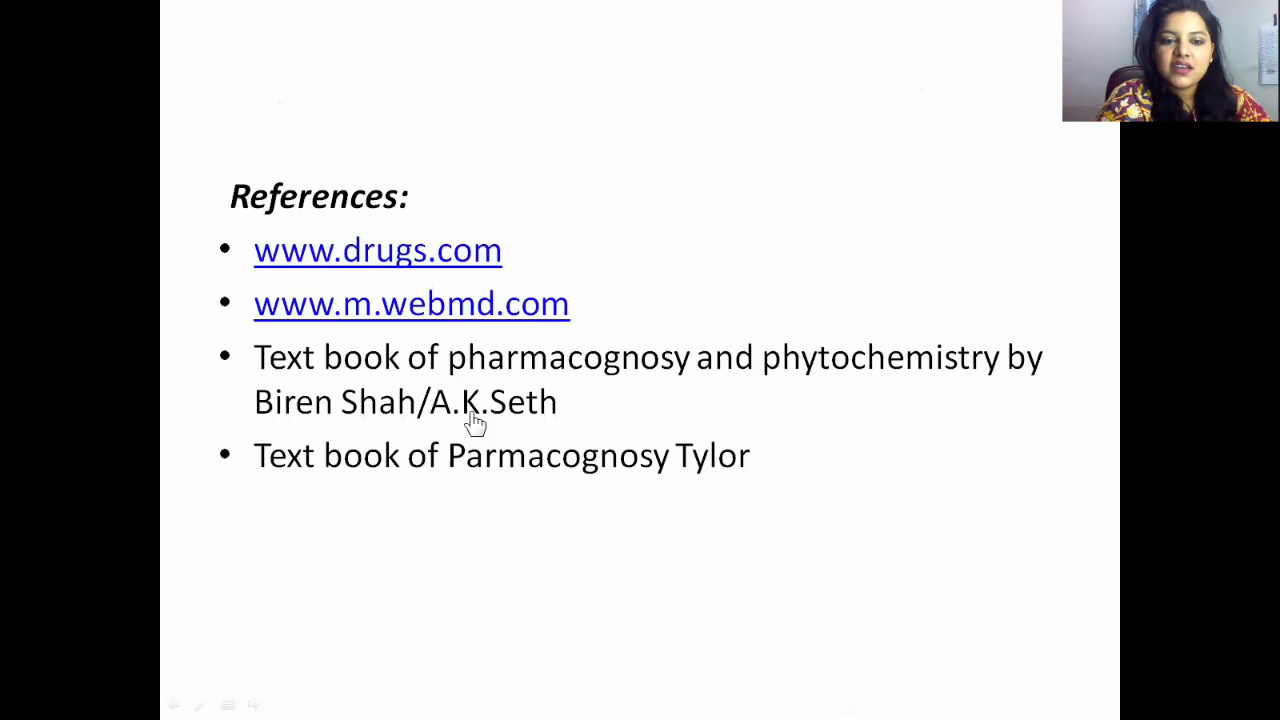 References:
• www.drugs.com
• www.m.webmd.com
• Text book of pharmacognosy and phytochemistry by
Biren Shah/A.K.Seth
• Text book of Parmacognosy Tylor